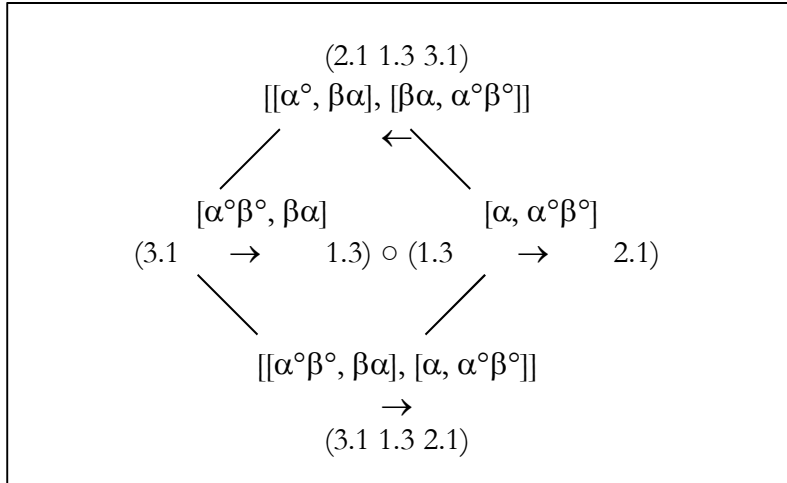 (2.1 1.3 3.1)
[[α°, βα], [βα, α°β°]]
←
[α°β°, βα] [α, α°β°]
(3.1 → 1.3) ○ (1.3 → 2.1)
[[α°β°, βα], [α, α°β°]]
→
(3.1 1.3 2.1)